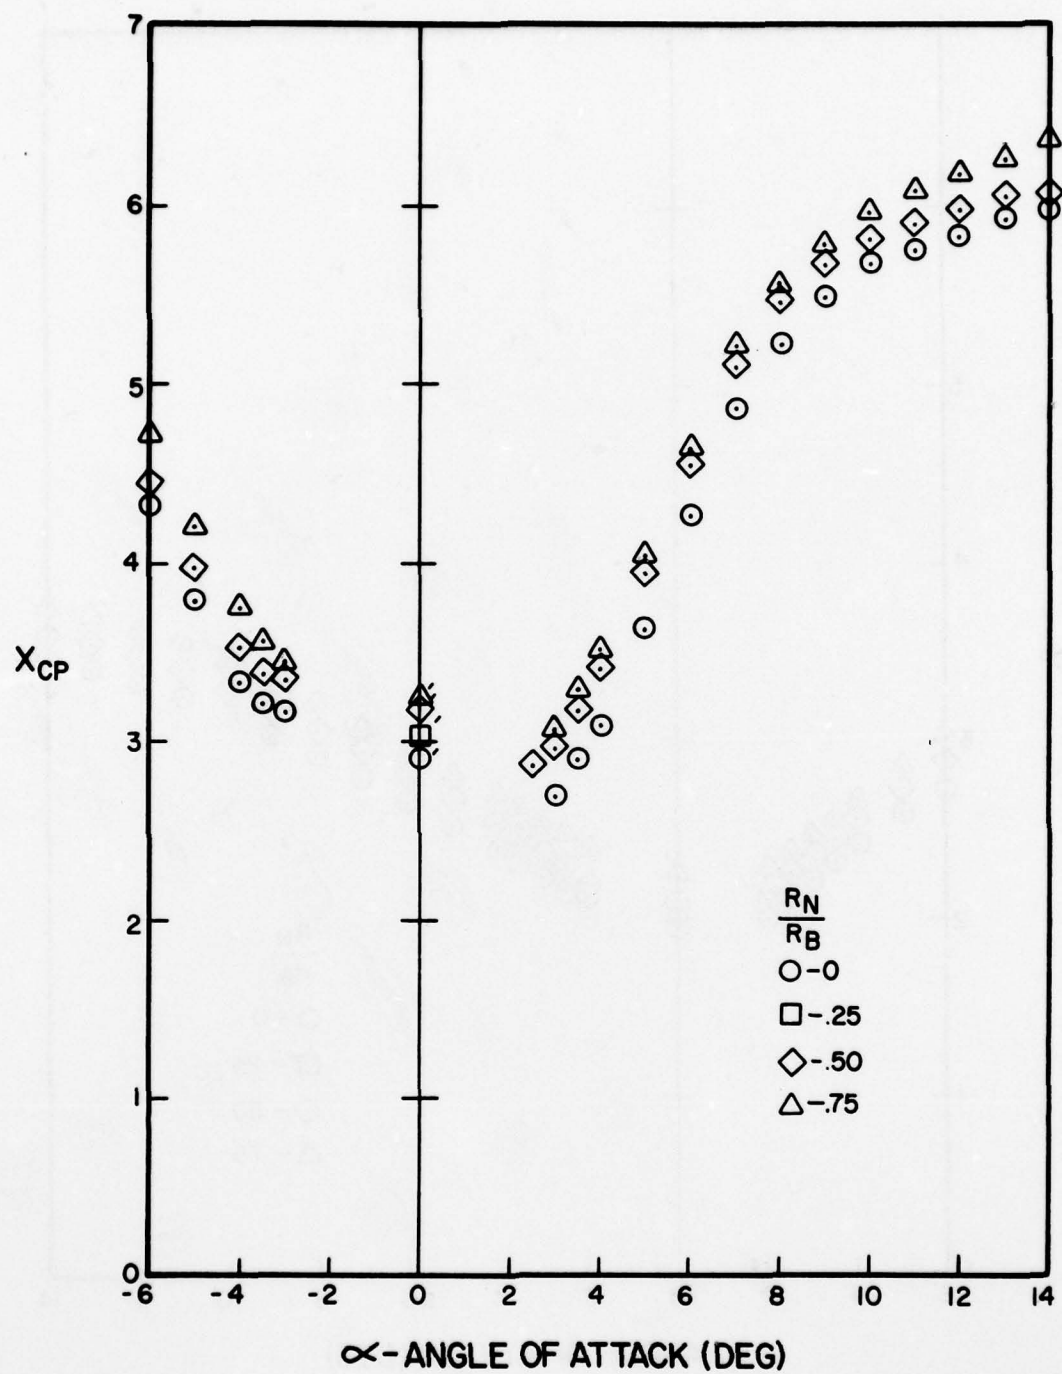 7
6
5
4
X_CP
3
2
R_N
R_B
○-0
□-.25
◇-.50
△-.75
1
0
-6 -4 -2 0 2 4 6 8 10 12 14
∝-ANGLE OF ATTACK (DEG)